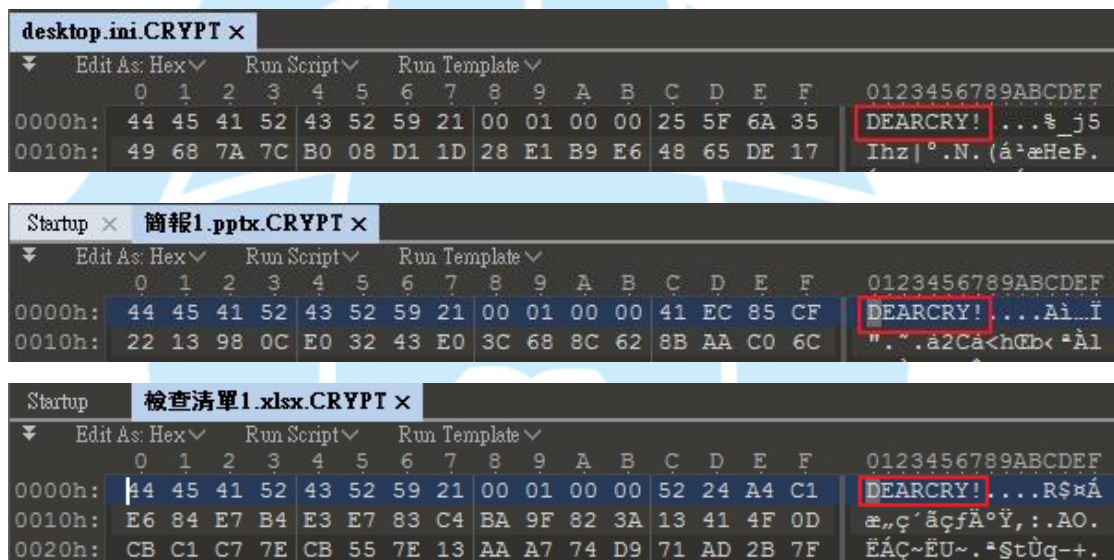 desktop.ini.CRYPT ×
Edit As: Hex Run Script Run Template
0 1 2 3 4 5 6 7 8 9 A B C D E F 0123456789ABCDEF
0000h: 44 45 41 52 43 52 59 21 00 01 00 00 25 5F 6A 35 DEARCRY!....%_j5
0010h: 49 68 7A 7C B0 08 D1 1D 28 E1 B9 E6 48 65 DE 17 Ihz|°.Ñ.(á¹æHeÞ.
Startup × 簡報1.pptx.CRYPT ×
Edit As: Hex Run Script Run Template
0 1 2 3 4 5 6 7 8 9 A B C D E F 0123456789ABCDEF
0000h: 44 45 41 52 43 52 59 21 00 01 00 00 41 EC 85 CF DEARCRY!....Aì…Ï
0010h: 22 13 98 0C E0 32 43 E0 3C 68 8C 62 8B AA C0 6C ".˜.à2Cà<hŒb‹ªÀl
Startup 檢查清單1.xlsx.CRYPT ×
Edit As: Hex Run Script Run Template
0 1 2 3 4 5 6 7 8 9 A B C D E F 0123456789ABCDEF
0000h: 44 45 41 52 43 52 59 21 00 01 00 00 52 24 A4 C1 DEARCRY!....R$¤Á
0010h: E6 84 E7 B4 E3 E7 83 C4 BA 9F 82 3A 13 41 4F 0D æ„ç´ãçƒÄºŸ‚:.AO.
0020h: CB C1 C7 7E CB 55 7E 13 AA A7 74 D9 71 AD 2B 7F ËÁÇ~ËU~.ª§tÙq-+.